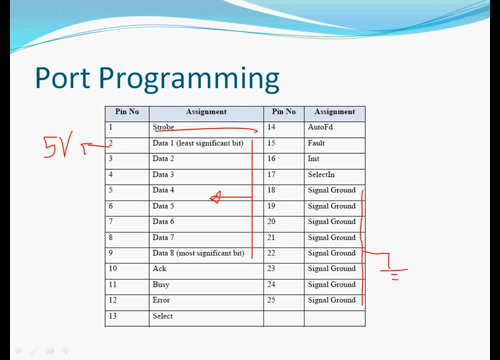 Port Programming
Pin No Assignment Pin No Assignment
1 Strobe 14 AutoFd
5V 2 Data 1 (least significant bit) 15 Fault
3 Data 2 16 Init
4 Data 3 17 SelectIn
5 Data 4 18 Signal Ground
6 Data 5 19 Signal Ground
7 Data 6 20 Signal Ground
8 Data 7 21 Signal Ground
9 Data 8 (most significant bit) 22 Signal Ground
10 Ack 23 Signal Ground
11 Busy 24 Signal Ground
12 Error 25 Signal Ground
13 Select